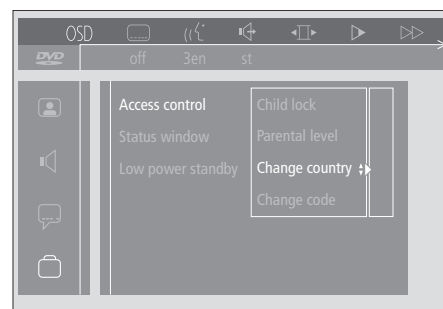 OSD
DVD off 3en st
Access control Child lock
Status window Parental level
Low power standby Change country
Change code